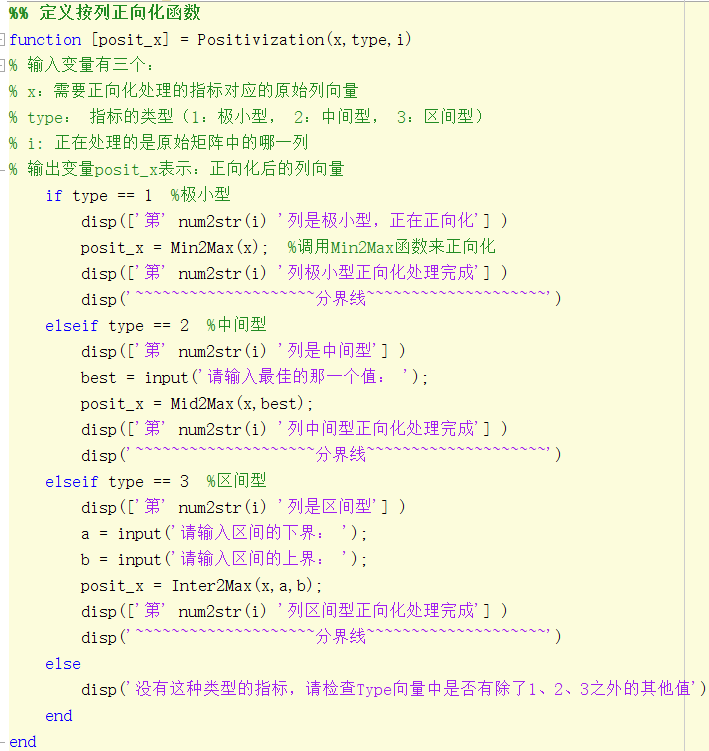 %% 定义按列正向化函数
function [posit_x] = Positivization(x,type,i)
% 输入变量有三个：
% x：需要正向化处理的指标对应的原始列向量
% type： 指标的类型（1：极小型， 2：中间型， 3：区间型）
% i: 正在处理的是原始矩阵中的哪一列
% 输出变量posit_x表示：正向化后的列向量
    if type == 1  %极小型
        disp(['第' num2str(i) '列是极小型，正在正向化'] )
        posit_x = Min2Max(x);  %调用Min2Max函数来正向化
        disp(['第' num2str(i) '列极小型正向化处理完成'] )
        disp('~~~~~~~~~~~~~~~~~~~~分界线~~~~~~~~~~~~~~~~~~~~')
    elseif type == 2  %中间型
        disp(['第' num2str(i) '列是中间型'] )
        best = input('请输入最佳的那一个值： ');
        posit_x = Mid2Max(x,best);
        disp(['第' num2str(i) '列中间型正向化处理完成'] )
        disp('~~~~~~~~~~~~~~~~~~~~分界线~~~~~~~~~~~~~~~~~~~~')
    elseif type == 3  %区间型
        disp(['第' num2str(i) '列是区间型'] )
        a = input('请输入区间的下界： ');
        b = input('请输入区间的上界： ');
        posit_x = Inter2Max(x,a,b);
        disp(['第' num2str(i) '列区间型正向化处理完成'] )
        disp('~~~~~~~~~~~~~~~~~~~~分界线~~~~~~~~~~~~~~~~~~~~')
    else
        disp('没有这种类型的指标，请检查Type向量中是否有除了1、2、3之外的其他值')
    end
end